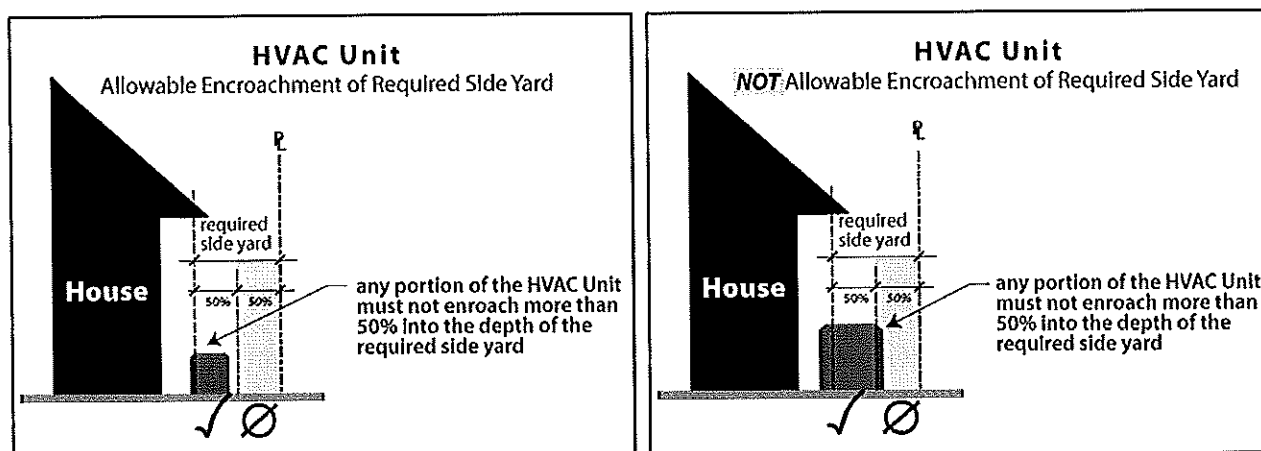 HVAC Unit
Allowable Encroachment of Required Side Yard
PL
required
side yard
House
50% 50%
any portion of the HVAC Unit
must not enroach more than
50% into the depth of the
required side yard
HVAC Unit
NOT Allowable Encroachment of Required Side Yard
PL
required
side yard
House
50% 50%
any portion of the HVAC Unit
must not enroach more than
50% into the depth of the
required side yard